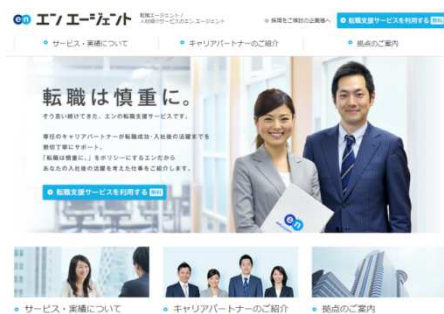 en エン エージェント
転職エージェント /
人材紹介サービスのエン エージェント
採用をご検討の企業様へ
転職支援サービスを利用する 無料
サービス・実績について
キャリアパートナーのご紹介
拠点のご案内
転職は慎重に。
そう言い続けてきた、エンの転職支援サービスです。
専任のキャリアパートナーが転職成功・入社後の活躍までを
親切丁寧にサポート。
「転職は慎重に。」をポリシーにするエンだから
あなたの入社後の活躍を考えた仕事をご紹介します。
転職支援サービスを利用する 無料
en
サービス・実績について
キャリアパートナーのご紹介
拠点のご案内